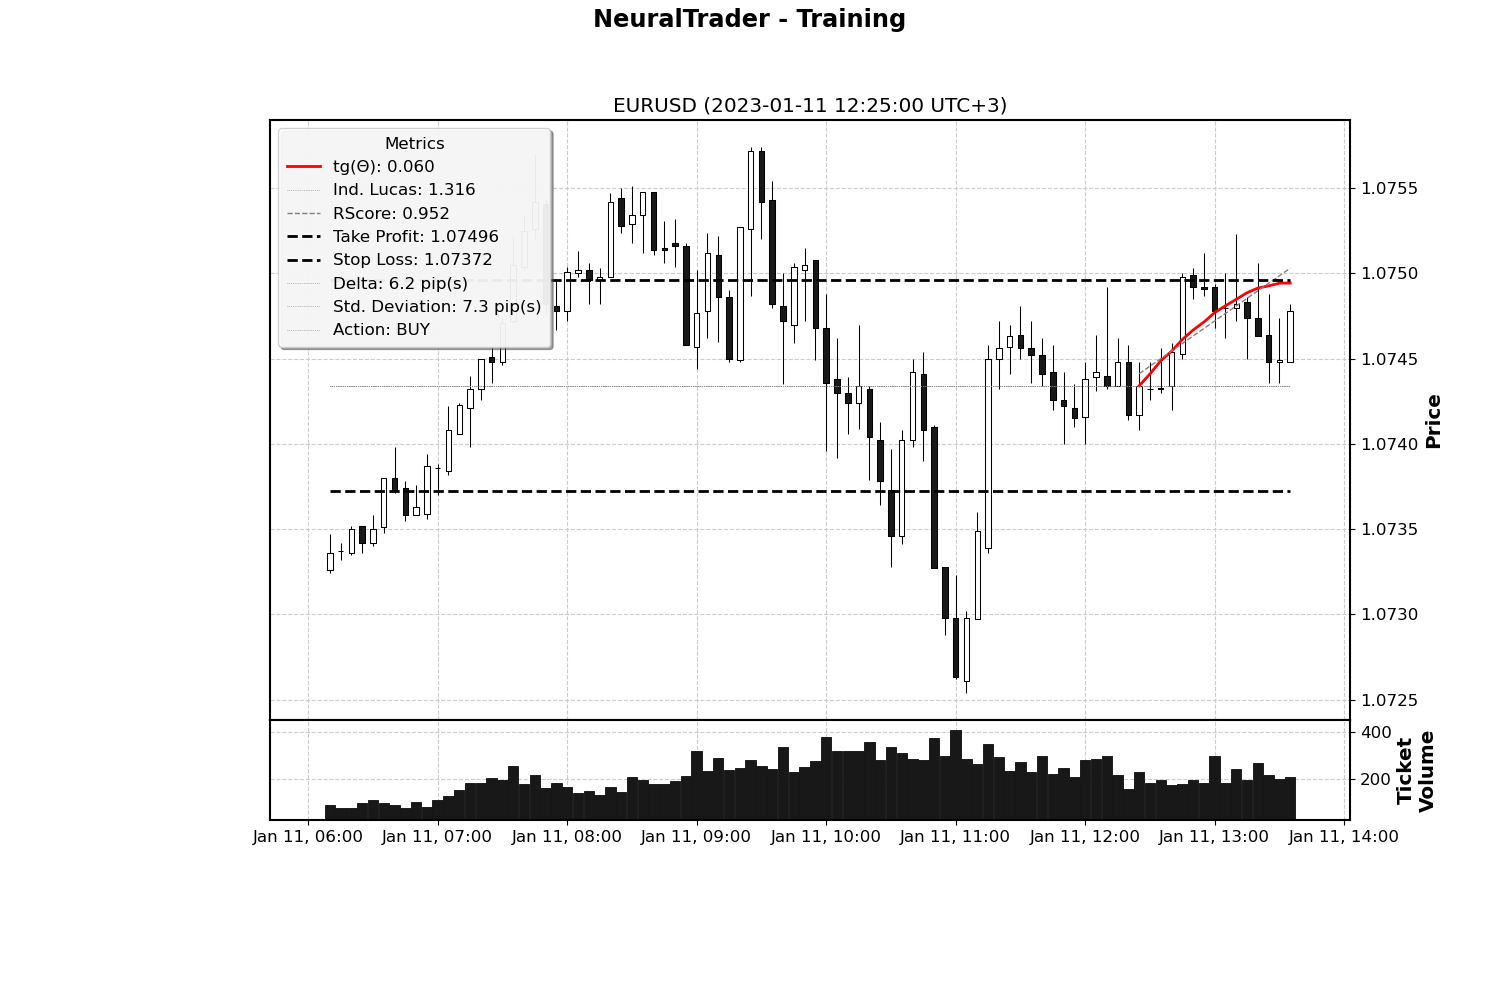 NeuralTrader - Training
EURUSD (2023-01-11 12:25:00 UTC+3)
Metrics
tg(Θ): 0.060
Ind. Lucas: 1.316
RScore: 0.952
Take Profit: 1.07496
Stop Loss: 1.07372
Delta: 6.2 pip(s)
Std. Deviation: 7.3 pip(s)
Action: BUY
1.0755
1.0750
1.0745
1.0740
1.0735
1.0730
1.0725
Price
400
200
Ticket
Volume
Jan 11, 06:00
Jan 11, 07:00
Jan 11, 08:00
Jan 11, 09:00
Jan 11, 10:00
Jan 11, 11:00
Jan 11, 12:00
Jan 11, 13:00
Jan 11, 14:00